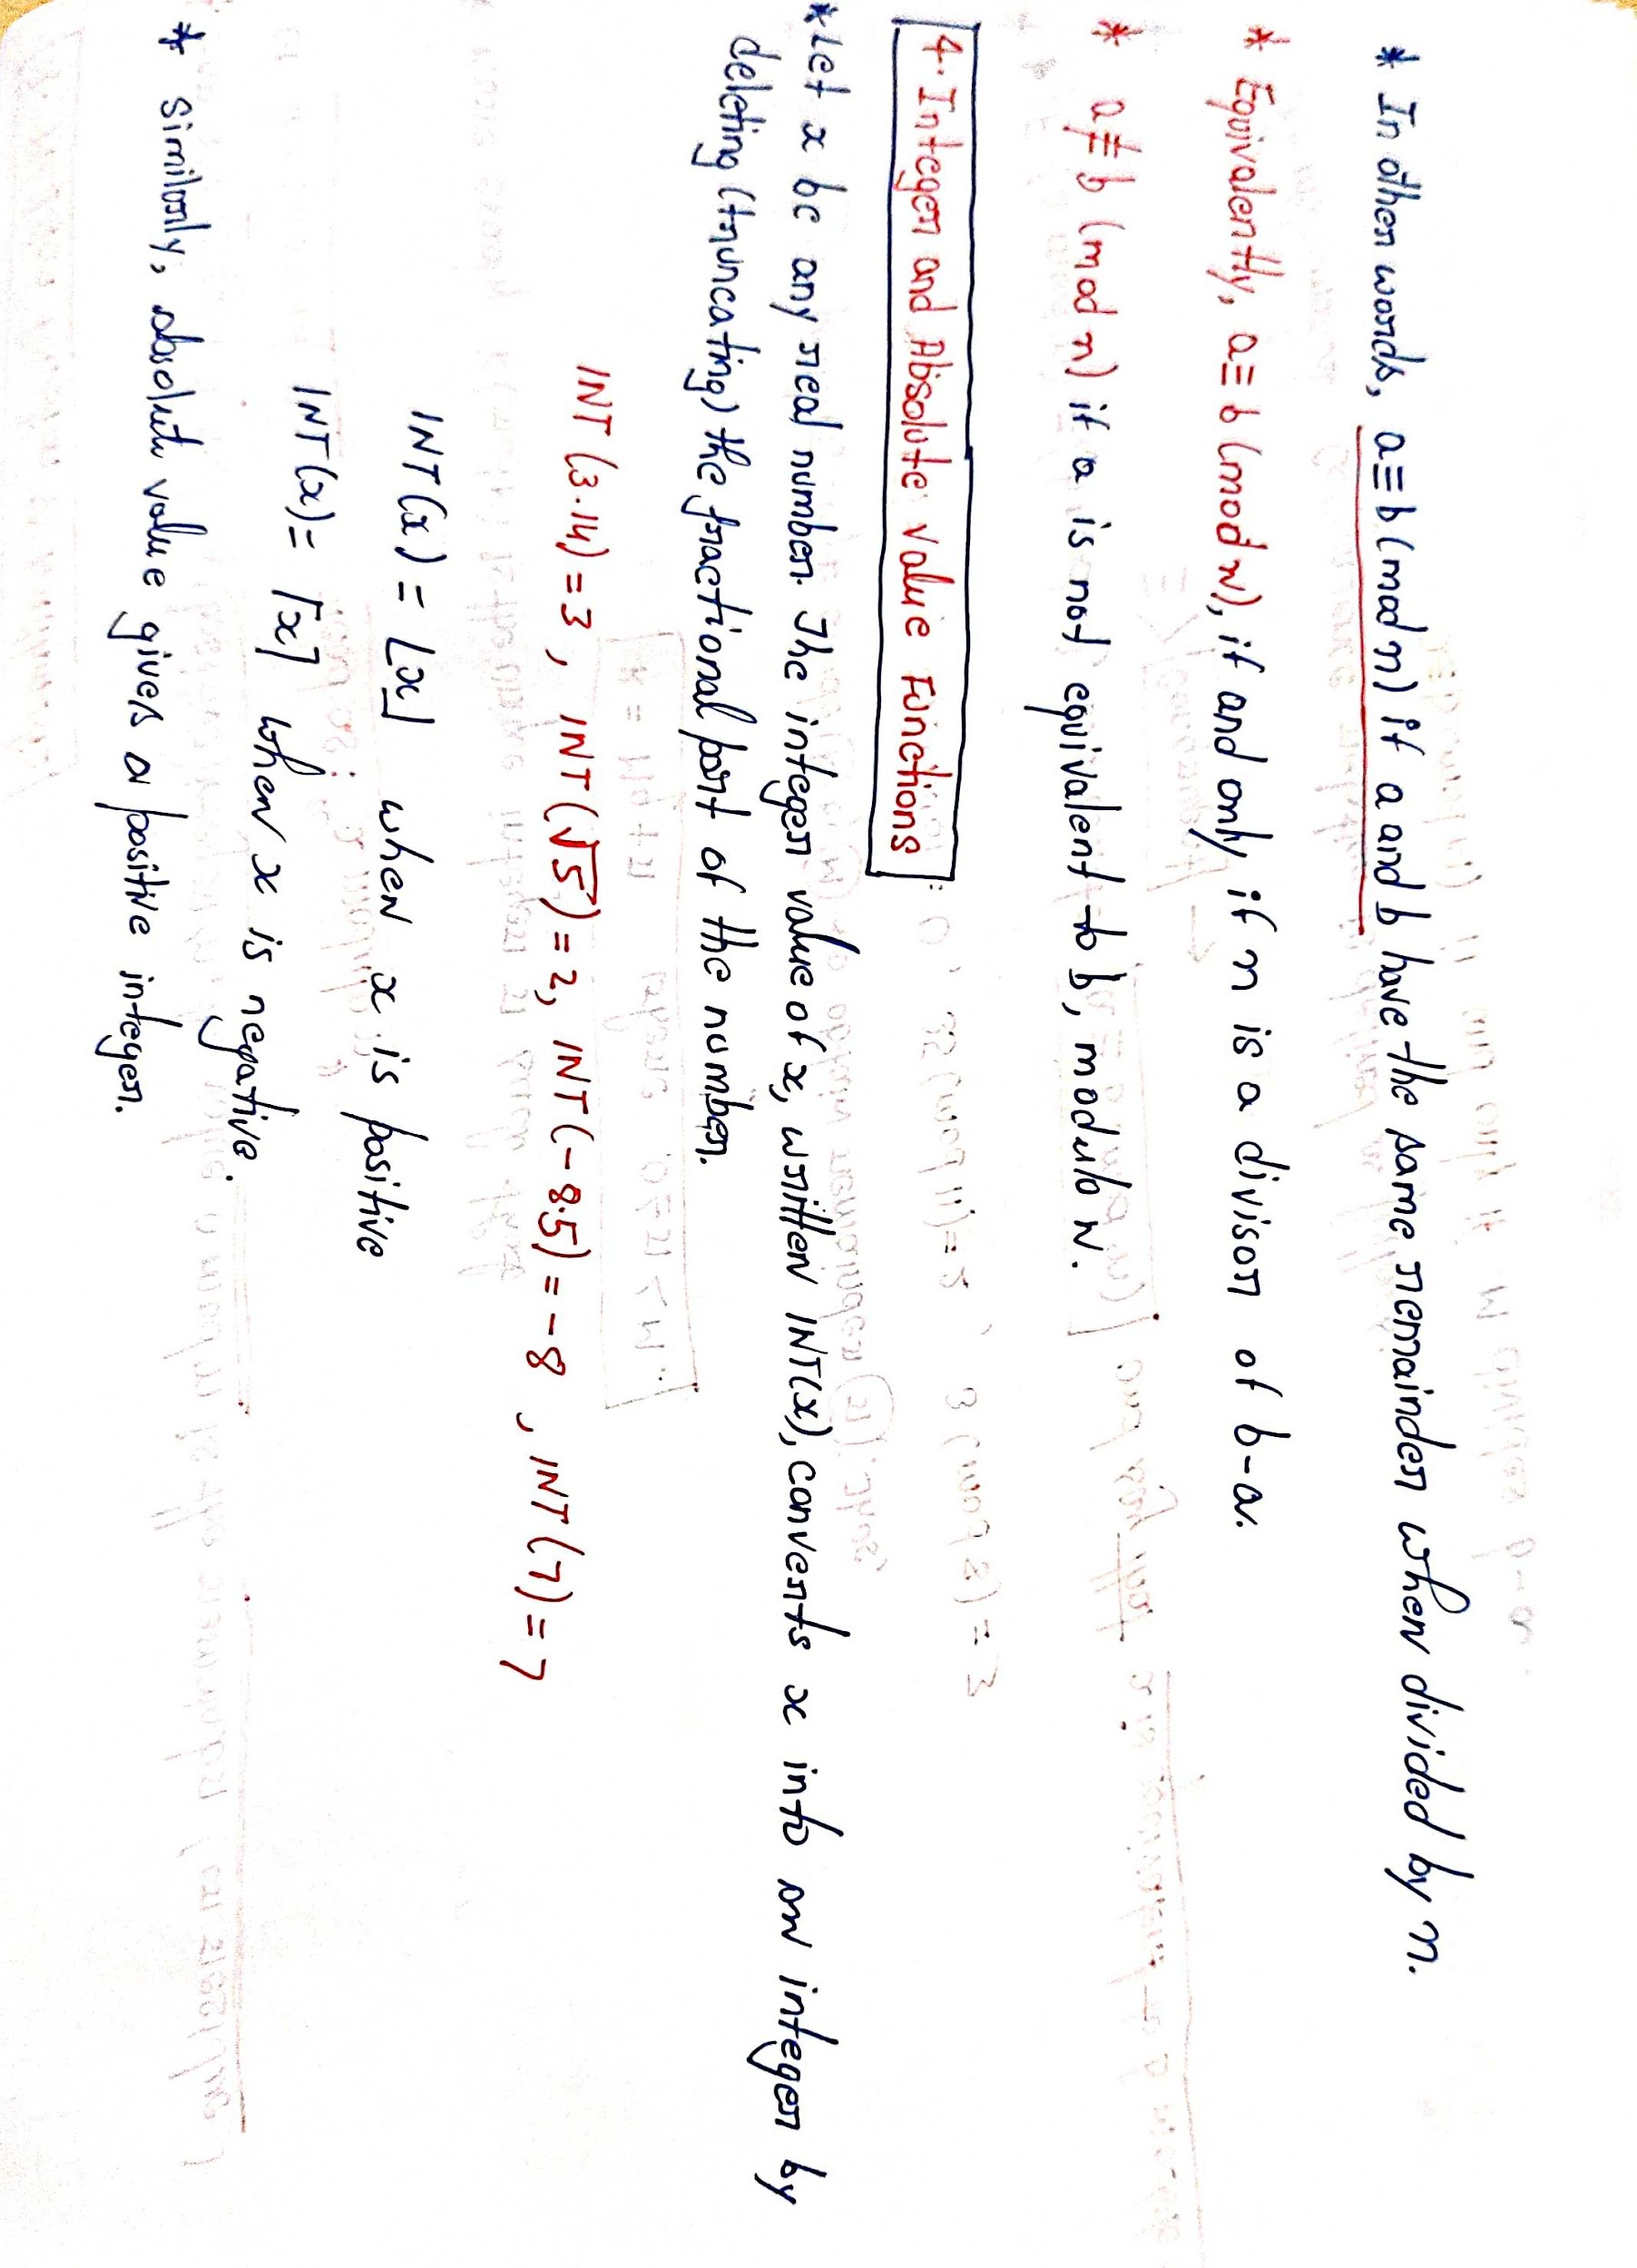 * In other words, a≡b (mod n) if a and b have the same remainder when divided by n.
* Equivalently, a≡ b (mod n), if and only if n is a divisor of b-a.
* a≢b (mod n) if a is not equivalent to b, modulo N.
4. Integer and Absolute value Functions
*Let x be any real number. The integer value of x, written INT(x), converts x into an integer by
deleting (truncating) the fractional part of the number.
INT (3.14) = 3, INT (√5) = 2, INT (-8.5) = -8, INT (7) = 7
INT (x) = ⌊x⌋ when x is positive
INT (x) = ⌈x⌉ when x is negative.
* Similarly, absolute value gives a positive integer.